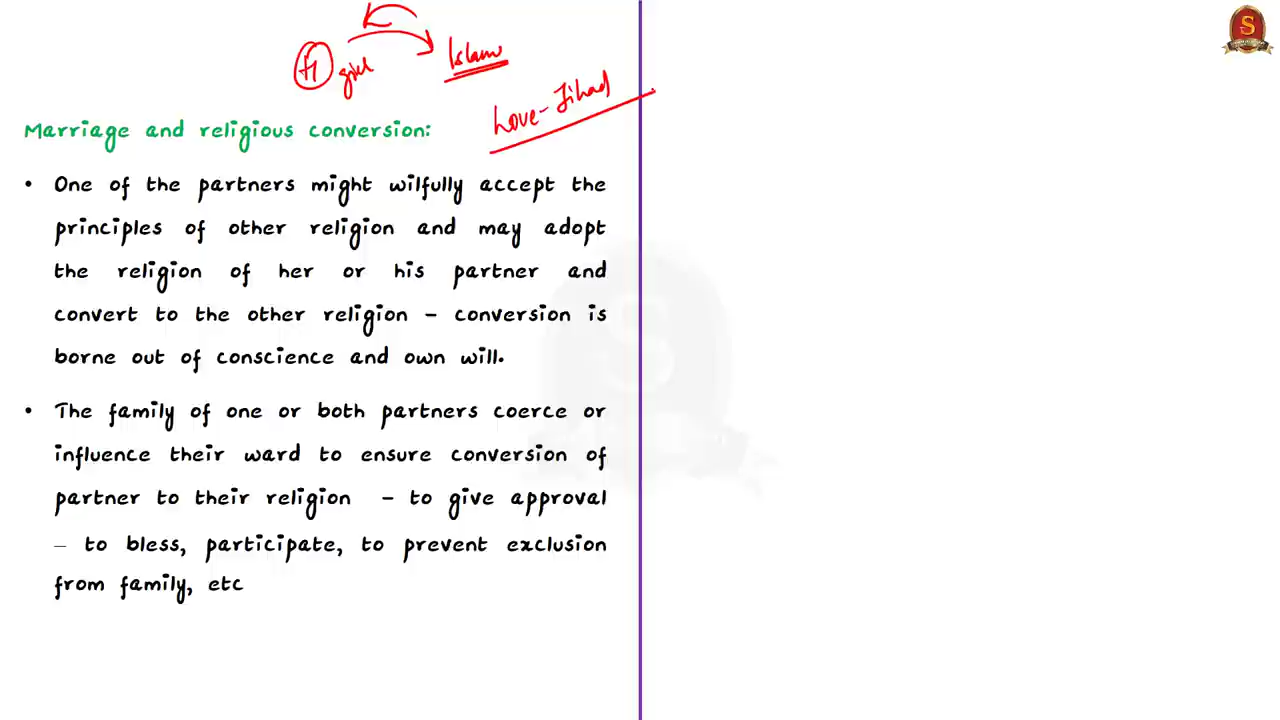 H girl
Islam
Love-Jihad
Marriage and religious conversion:
• One of the partners might wilfully accept the
principles of other religion and may adopt
the religion of her or his partner and
convert to the other religion – conversion is
borne out of conscience and own will.
• The family of one or both partners coerce or
influence their ward to ensure conversion of
partner to their religion – to give approval
– to bless, participate, to prevent exclusion
from family, etc
S